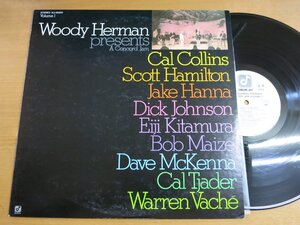 Volume 1
Woody Herman
presents
A Concord Jam
Cal Collins
Scott Hamilton
Jake Hanna
Dick Johnson
Eiji Kitamura
Bob Maize
Dave McKenna
Cal Tjader
Warren Vaché